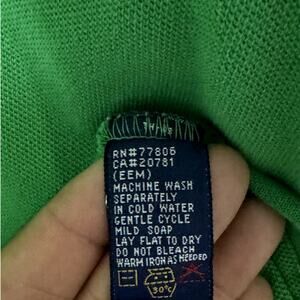 RN#77806
CA#20781
(EEM)
MACHINE WASH
SEPARATELY
IN COLD WATER
GENTLE CYCLE
MILD SOAP
LAY FLAT TO DRY
DO NOT BLEACH
WARM IRON AS NEEDED
30°C